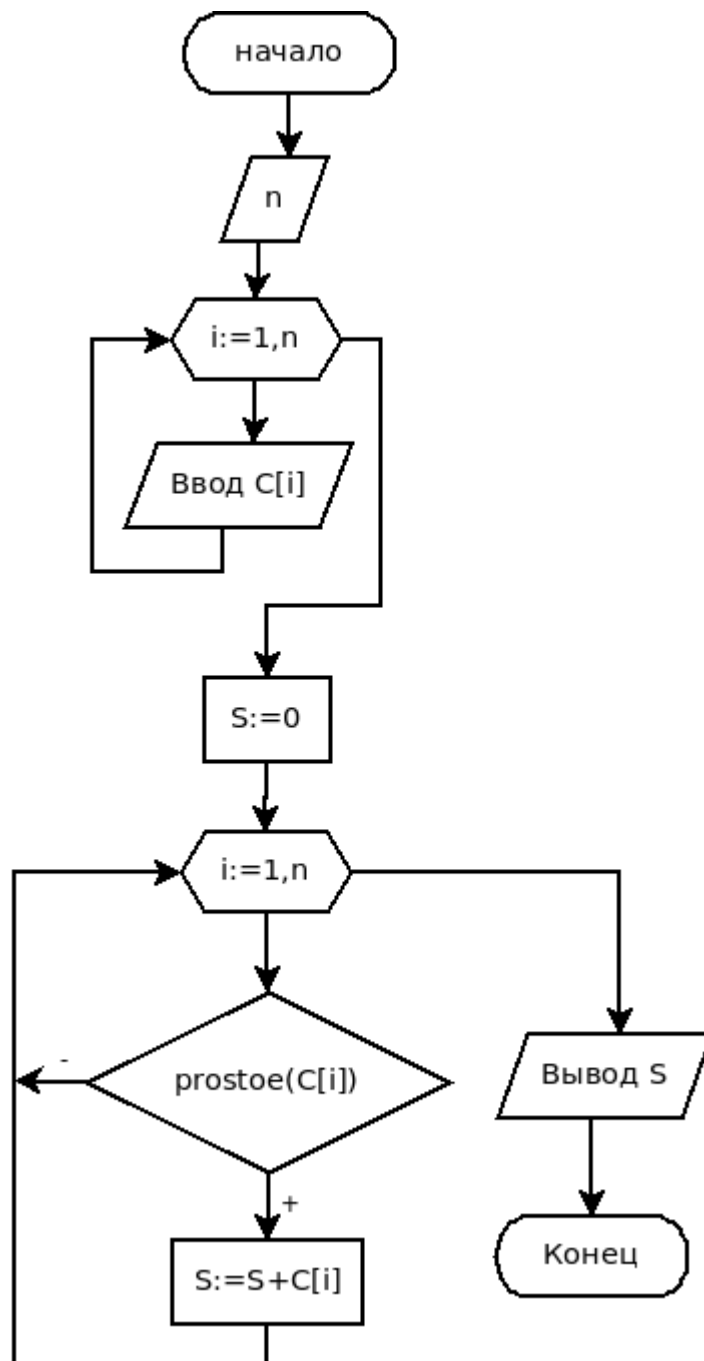 начало
n
i:=1,n
Ввод C[i]
S:=0
i:=1,n
prostoe(C[i])
-
+
S:=S+C[i]
Вывод S
Конец